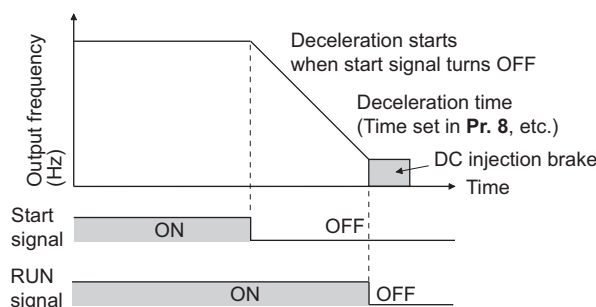 Output frequency
(Hz)
Deceleration starts
when start signal turns OFF
Deceleration time
(Time set in Pr. 8, etc.)
DC injection brake
Time
Start
signal
ON
OFF
RUN
signal
ON
OFF